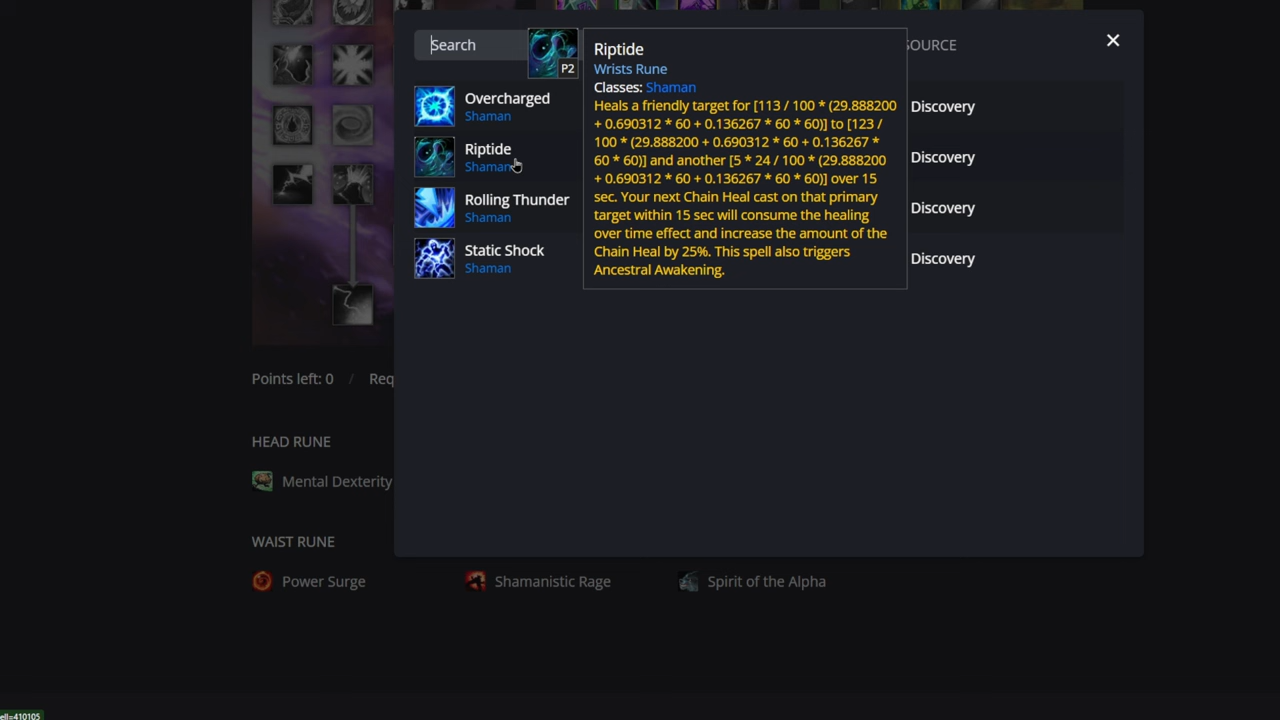 Search
P2
SOURCE
Riptide
Wrists Rune
Classes: Shaman
Heals a friendly target for [113 / 100 * (29.888200
+ 0.690312 * 60 + 0.136267 * 60 * 60)] to [123 /
100 * (29.888200 + 0.690312 * 60 + 0.136267 *
60 * 60)] and another [5 * 24 / 100 * (29.888200
+ 0.690312 * 60 + 0.136267 * 60 * 60)] over 15
sec. Your next Chain Heal cast on that primary
target within 15 sec will consume the healing
over time effect and increase the amount of the
Chain Heal by 25%. This spell also triggers
Ancestral Awakening.
Overcharged
Shaman
Discovery
Riptide
Shaman
Discovery
Rolling Thunder
Shaman
Discovery
Static Shock
Shaman
Discovery
Points left: 0 / Req
HEAD RUNE
Mental Dexterity
WAIST RUNE
Power Surge
Shamanistic Rage
Spirit of the Alpha
ell=410105